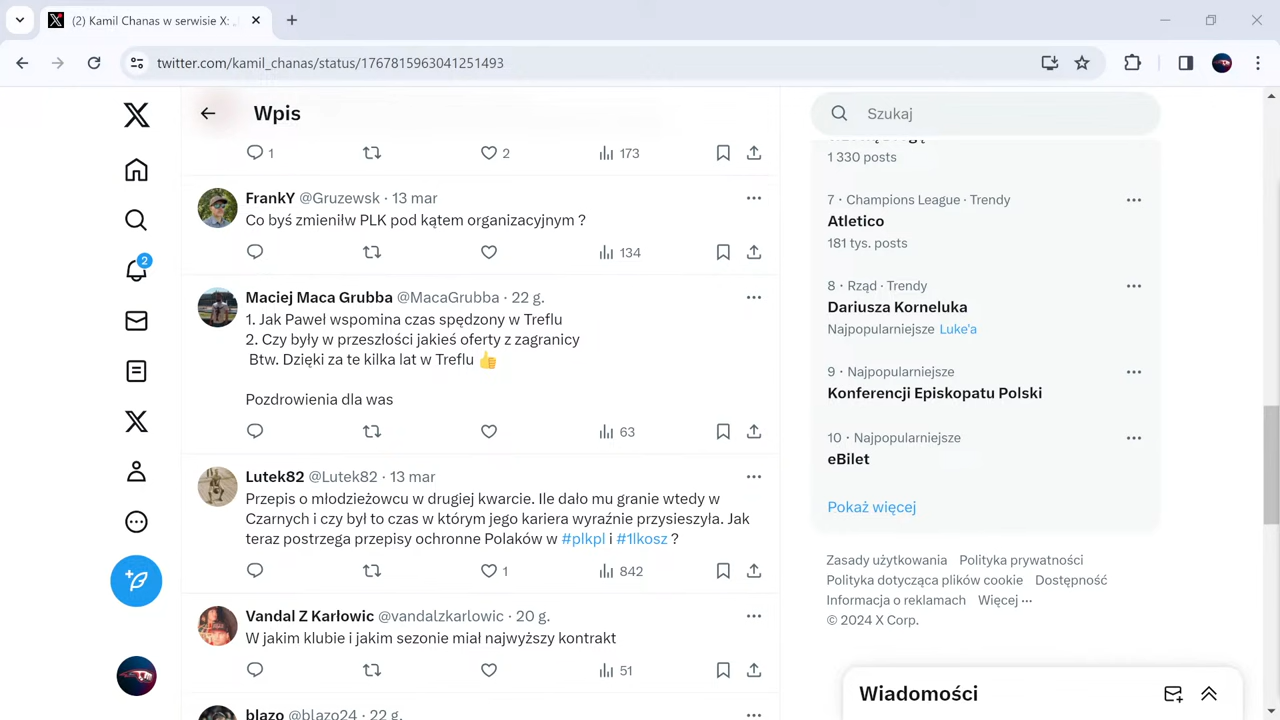 (2) Kamil Chanas w serwisie X: „
twitter.com/kamil_chanas/status/1767815963041251493
Wpis
Szukaj
1 2 173
FrankY @Gruzewsk · 13 mar
Co byś zmieniłw PLK pod kątem organizacyjnym ?
134
Maciej Maca Grubba @MacaGrubba · 22 g.
1. Jak Paweł wspomina czas spędzony w Treflu
2. Czy były w przeszłości jakieś oferty z zagranicy
Btw. Dzięki za te kilka lat w Treflu 👍
Pozdrowienia dla was
63
Lutek82 @Lutek82 · 13 mar
Przepis o młodzieżowcu w drugiej kwarcie. Ile dało mu granie wtedy w
Czarnych i czy był to czas w którym jego kariera wyraźnie przysieszyla. Jak
teraz postrzega przepisy ochronne Polaków w #plkpl i #1lkosz ?
1 842
Vandal Z Karłowic @vandalzkarlowic · 20 g.
W jakim klubie i jakim sezonie miał najwyższy kontrakt
51
blazo @blazo24 · 22 g.
2
1 330 posts
7 · Champions League · Trendy
Atletico
181 tys. posts
8 · Rząd · Trendy
Dariusza Korneluka
Najpopularniejsze Luke'a
9 · Najpopularniejsze
Konferencji Episkopatu Polski
10 · Najpopularniejsze
eBilet
Pokaż więcej
Zasady użytkowania Polityka prywatności
Polityka dotycząca plików cookie Dostępność
Informacja o reklamach Więcej ···
© 2024 X Corp.
Wiadomości